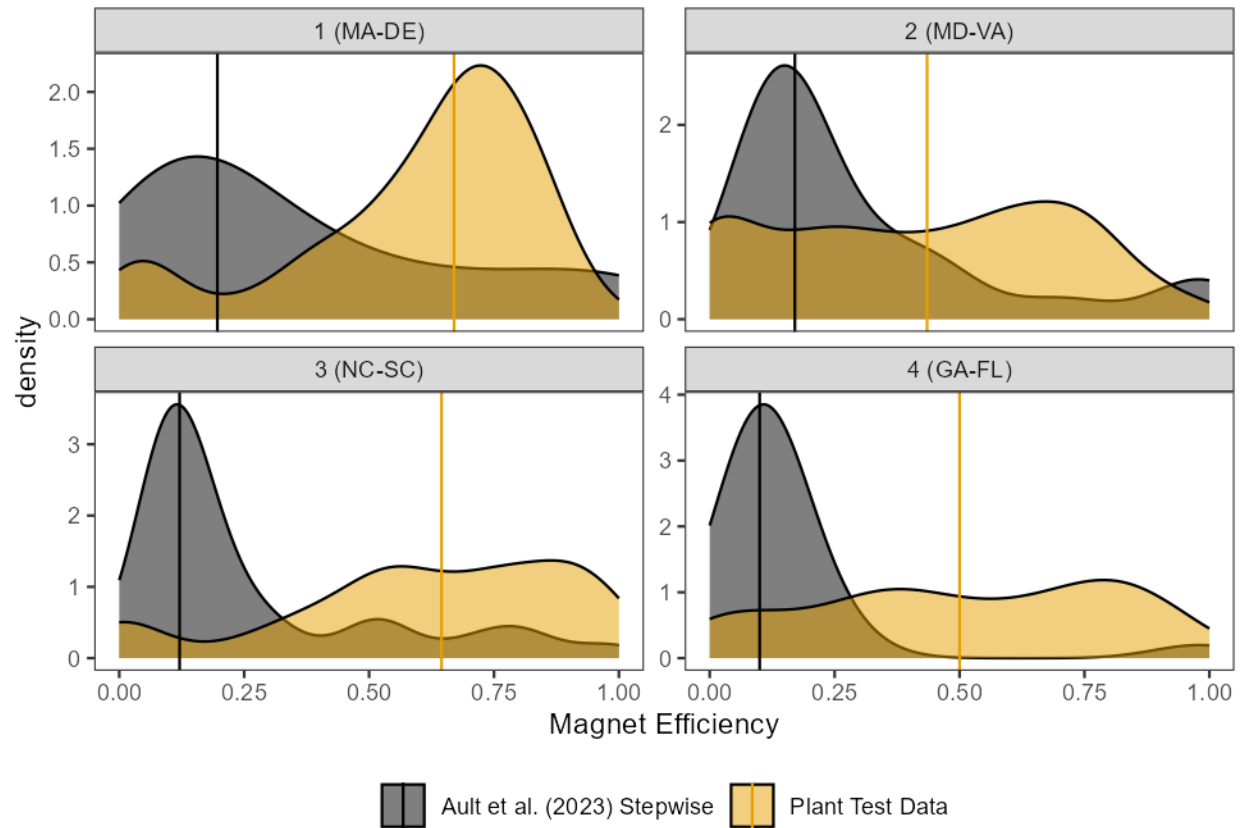 1 (MA-DE)
2 (MD-VA)
2.0
1.5
1.0
0.5
0.0
2
1
0
density
3 (NC-SC)
4 (GA-FL)
3
2
1
0
4
3
2
1
0
0.00 0.25 0.50 0.75 1.00
0.00 0.25 0.50 0.75 1.00
Magnet Efficiency
Ault et al. (2023) Stepwise
Plant Test Data